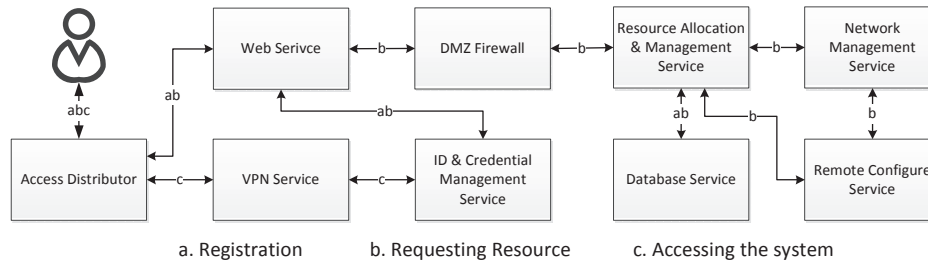 Web Serivce
b
DMZ Firewall
b
Resource Allocation
& Management
Service
b
Network
Management
Service
ab
abc
ab
ab
b
b
Access Distributor
c
VPN Service
c
ID & Credential
Management
Service
Database Service
Remote Configure
Service
a. Registration
b. Requesting Resource
c. Accessing the system